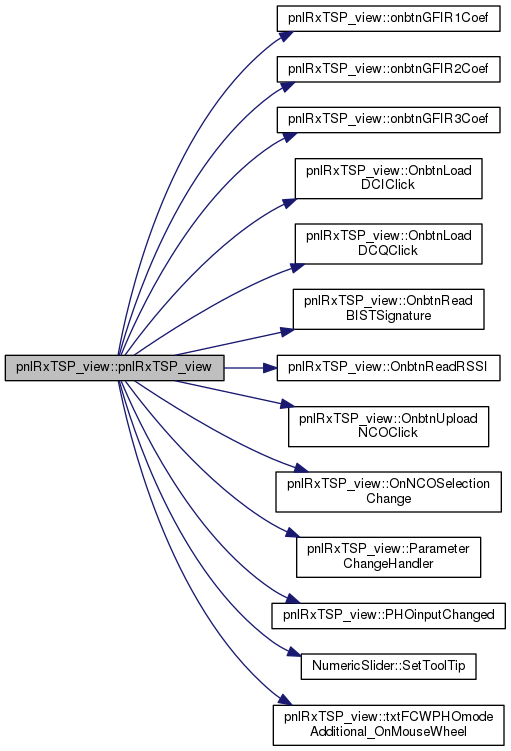 pnlRxTSP_view::onbtnGFIR1Coef
pnlRxTSP_view::onbtnGFIR2Coef
pnlRxTSP_view::onbtnGFIR3Coef
pnlRxTSP_view::OnbtnLoad
DCIClick
pnlRxTSP_view::OnbtnLoad
DCQClick
pnlRxTSP_view::OnbtnRead
BISTSignature
pnlRxTSP_view::pnlRxTSP_view
pnlRxTSP_view::OnbtnReadRSSI
pnlRxTSP_view::OnbtnUpload
NCOClick
pnlRxTSP_view::OnNCOSelection
Change
pnlRxTSP_view::Parameter
ChangeHandler
pnlRxTSP_view::PHOinputChanged
NumericSlider::SetToolTip
pnlRxTSP_view::txtFCWPHOmode
Additional_OnMouseWheel